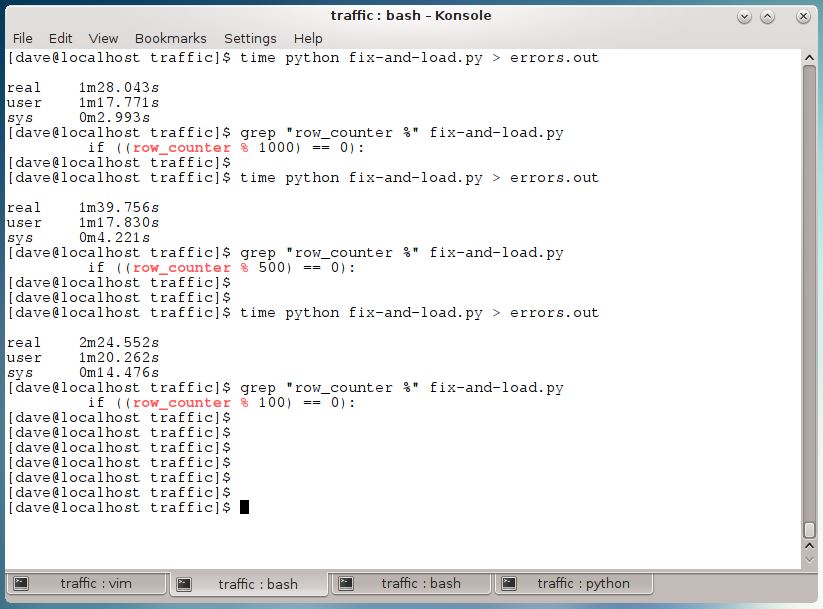 traffic : bash – Konsole
File Edit View Bookmarks Settings Help
[dave@localhost traffic]$ time python fix-and-load.py > errors.out
real 1m28.043s
user 1m17.771s
sys 0m2.993s
[dave@localhost traffic]$ grep "row_counter %" fix-and-load.py
if ((row_counter % 1000) == 0):
[dave@localhost traffic]$
[dave@localhost traffic]$ time python fix-and-load.py > errors.out
real 1m39.756s
user 1m17.830s
sys 0m4.221s
[dave@localhost traffic]$ grep "row_counter %" fix-and-load.py
if ((row_counter % 500) == 0):
[dave@localhost traffic]$
[dave@localhost traffic]$
[dave@localhost traffic]$ time python fix-and-load.py > errors.out
real 2m24.552s
user 1m20.262s
sys 0m14.476s
[dave@localhost traffic]$ grep "row_counter %" fix-and-load.py
if ((row_counter % 100) == 0):
[dave@localhost traffic]$
[dave@localhost traffic]$
[dave@localhost traffic]$
[dave@localhost traffic]$
[dave@localhost traffic]$
[dave@localhost traffic]$
[dave@localhost traffic]$
traffic : vim traffic : bash traffic : bash traffic : python